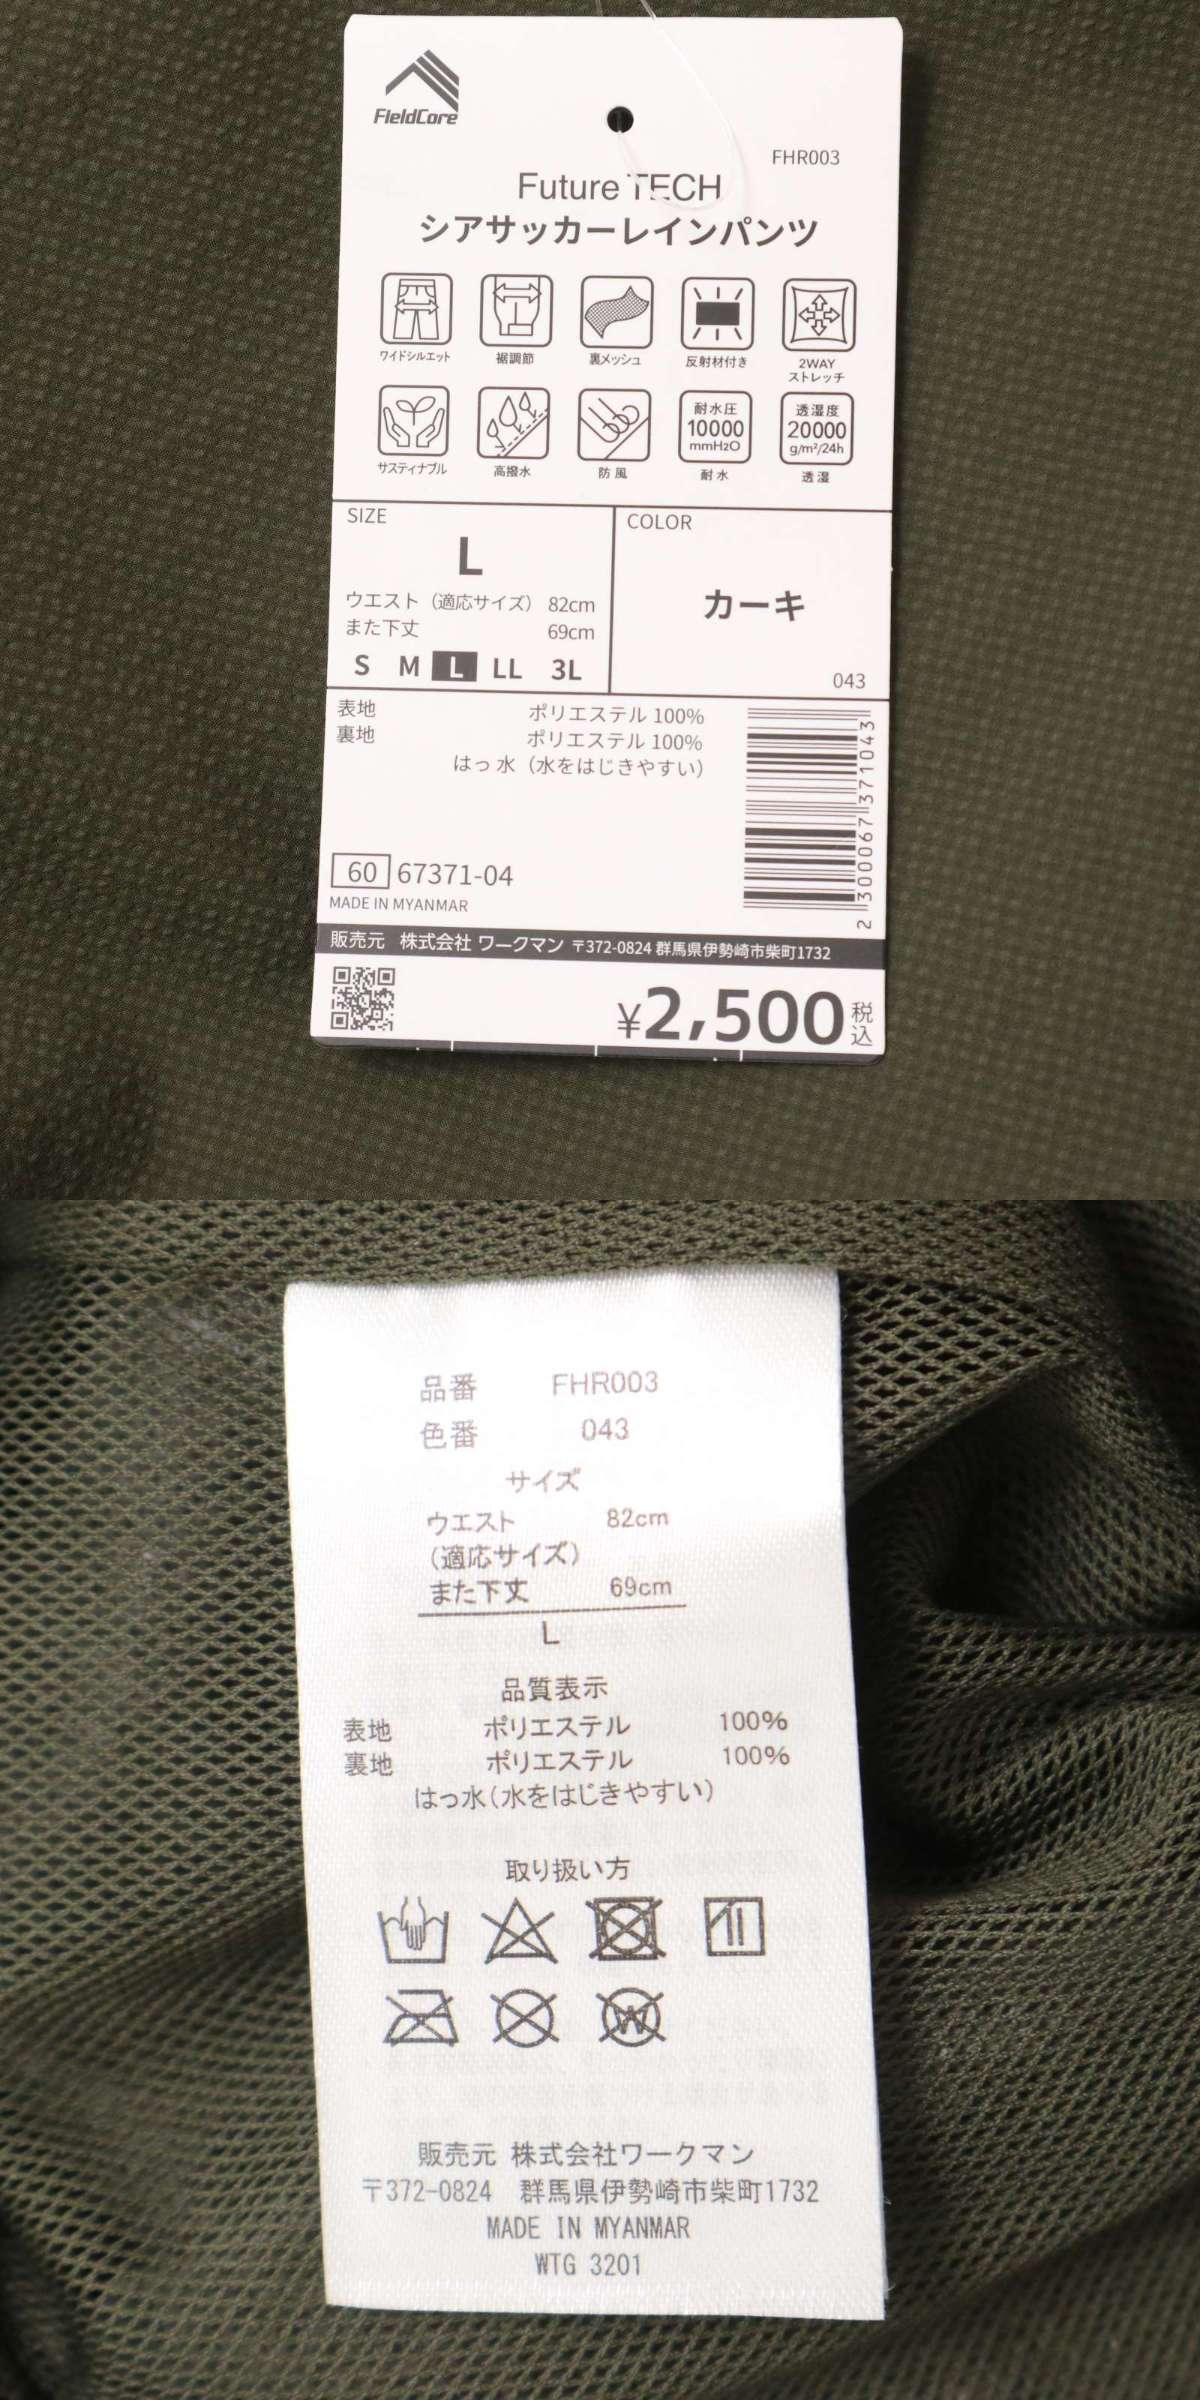 FieldCore
FHR003
Future TECH
シアサッカーレインパンツ
ワイドシルエット 裾調節 裏メッシュ 反射材付き 2WAY
ストレッチ
耐水圧 透湿度
10000 20000
mmH2O g/m²/24h
サスティナブル 高撥水 防風 耐水 透湿
SIZE
L
ウエスト（適応サイズ） 82cm
また下丈 69cm
S M L LL 3L
COLOR
カーキ
043
表地 ポリエステル 100%
裏地 ポリエステル 100%
はっ水（水をはじきやすい）
2300067371043
60 67371-04
MADE IN MYANMAR
販売元 株式会社 ワークマン 〒372-0824 群馬県伊勢崎市柴町1732
¥2,500税込
品番 FHR003
色番 043
サイズ
ウエスト 82cm
（適応サイズ）
また下丈 69cm
L
品質表示
表地 ポリエステル 100%
裏地 ポリエステル 100%
はっ水（水をはじきやすい）
取り扱い方
W
販売元 株式会社ワークマン
〒372-0824 群馬県伊勢崎市柴町1732
MADE IN MYANMAR
WTG 3201